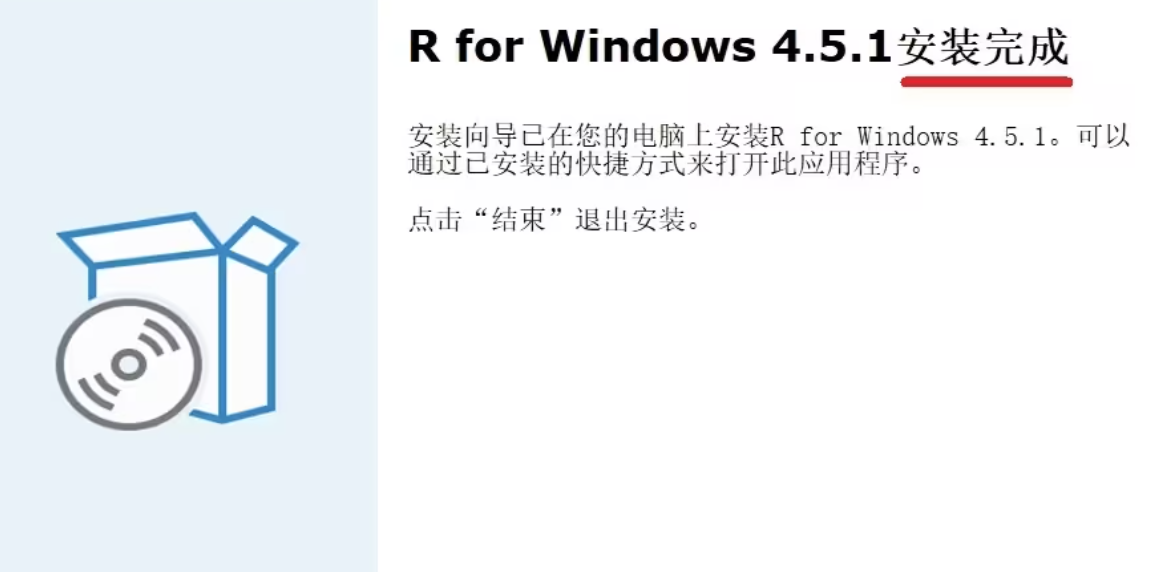 R for Windows 4.5.1安装完成
安装向导已在您的电脑上安装R for Windows 4.5.1。可以
通过已安装的快捷方式来打开此应用程序。
点击“结束”退出安装。